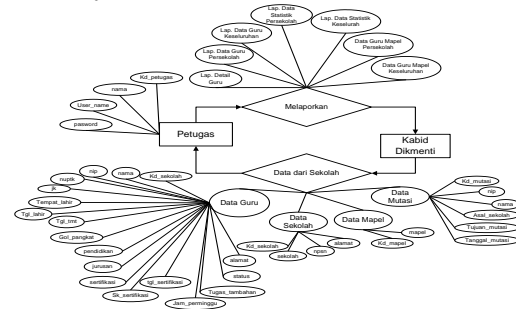 Lap. Data
Statistik
Persekolah
Lap. Data Guru
Keseluruhan
Lap. Data Statistik
Keselurah
Lap. Data Guru
Persekolah
Data Guru Mapel
Persekolah
Lap. Detail
Guru
Data Guru Mapel
Keseluruhan
Kd_petugas
nama
User_name
pasword
Melaporkan
Petugas
Kabid
Dikmenti
Data dari Sekolah
nip
nama
Kd_sekolah
nuptk
jk
Tempat_lahir
Tgl_lahir
Tgl_tmt
Gol_pangkat
pendidikan
jurusan
sertifikasi
tgl_sertifikasi
Sk_sertifikasi
Jam_perminggu
Tugas_tambahan
status
alamat
Data Guru
Data
Sekolah
Kd_sekolah
sekolah
npsn
alamat
Data Mapel
mapel
Kd_mapel
Data
Mutasi
Kd_mutasi
nip
nama
Asal_sekolah
Tujuan_mutasi
Tanggal_mutasi